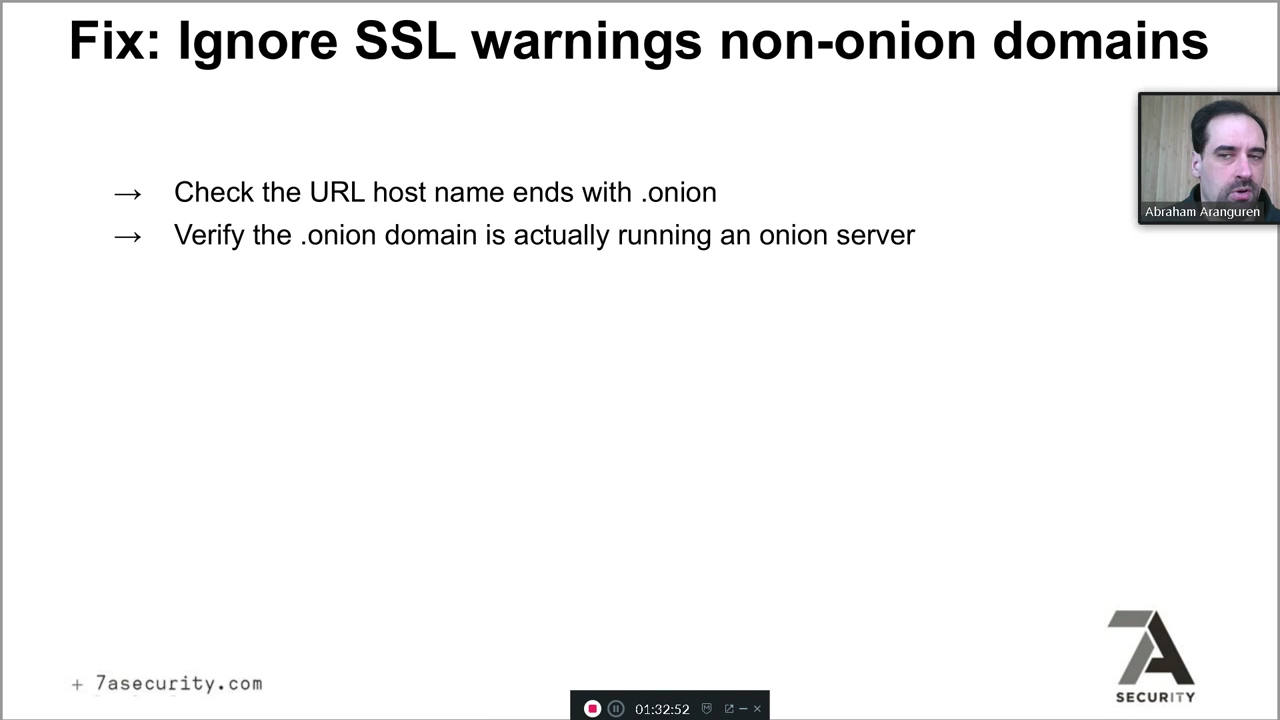 Fix: Ignore SSL warnings non-onion domains
→ Check the URL host name ends with .onion
→ Verify the .onion domain is actually running an onion server
Abraham Aranguren
+ 7asecurity.com
7A
SECURITY
01:32:52